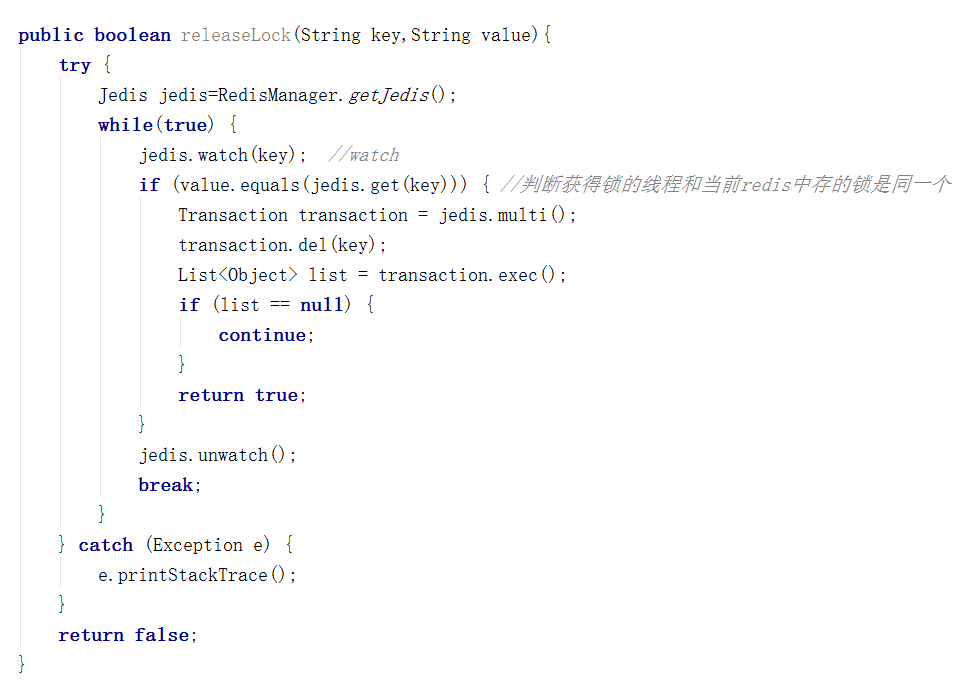 public boolean releaseLock(String key,String value){
try {
Jedis jedis=RedisManager.getJedis();
while(true) {
jedis.watch(key);  //watch
if (value.equals(jedis.get(key))) { //判断获得锁的线程和当前redis中存的锁是同一个
Transaction transaction = jedis.multi();
transaction.del(key);
List<Object> list = transaction.exec();
if (list == null) {
continue;
}
return true;
}
jedis.unwatch();
break;
}
} catch (Exception e) {
e.printStackTrace();
}
return false;
}